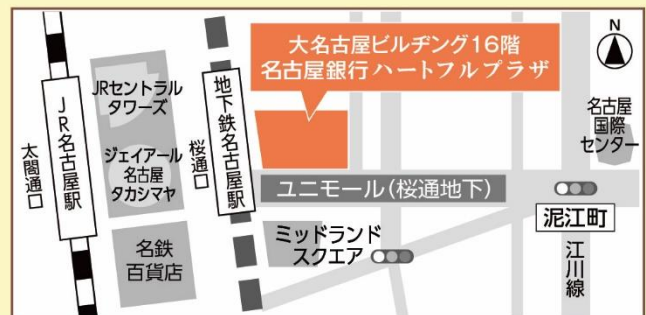 大名古屋ビルヂング16階
名古屋銀行 ハートフルプラザ
N
JRセントラル
タワーズ
ジェイアール
名古屋
タカシマヤ
名鉄
百貨店
JR名古屋駅
太閤通口
地下鉄名古屋駅
桜通口
名古屋
国際
センター
ユニモール(桜通地下)
ミッドランド
スクエア
泥江町
江川線